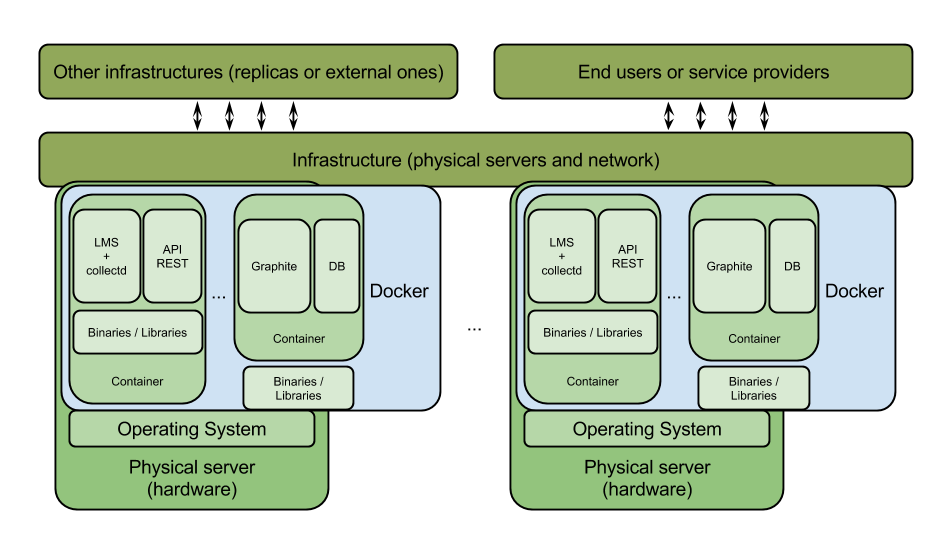 Other infrastructures (replicas or external ones)
End users or service providers
Infrastructure (physical servers and network)
LMS
+
collectd
API
REST
Binaries / Libraries
Container
...
Graphite
DB
Container
Binaries /
Libraries
Docker
Operating System
Physical server
(hardware)
...
LMS
+
collectd
API
REST
Binaries / Libraries
Container
...
Graphite
DB
Container
Binaries /
Libraries
Docker
Operating System
Physical server
(hardware)